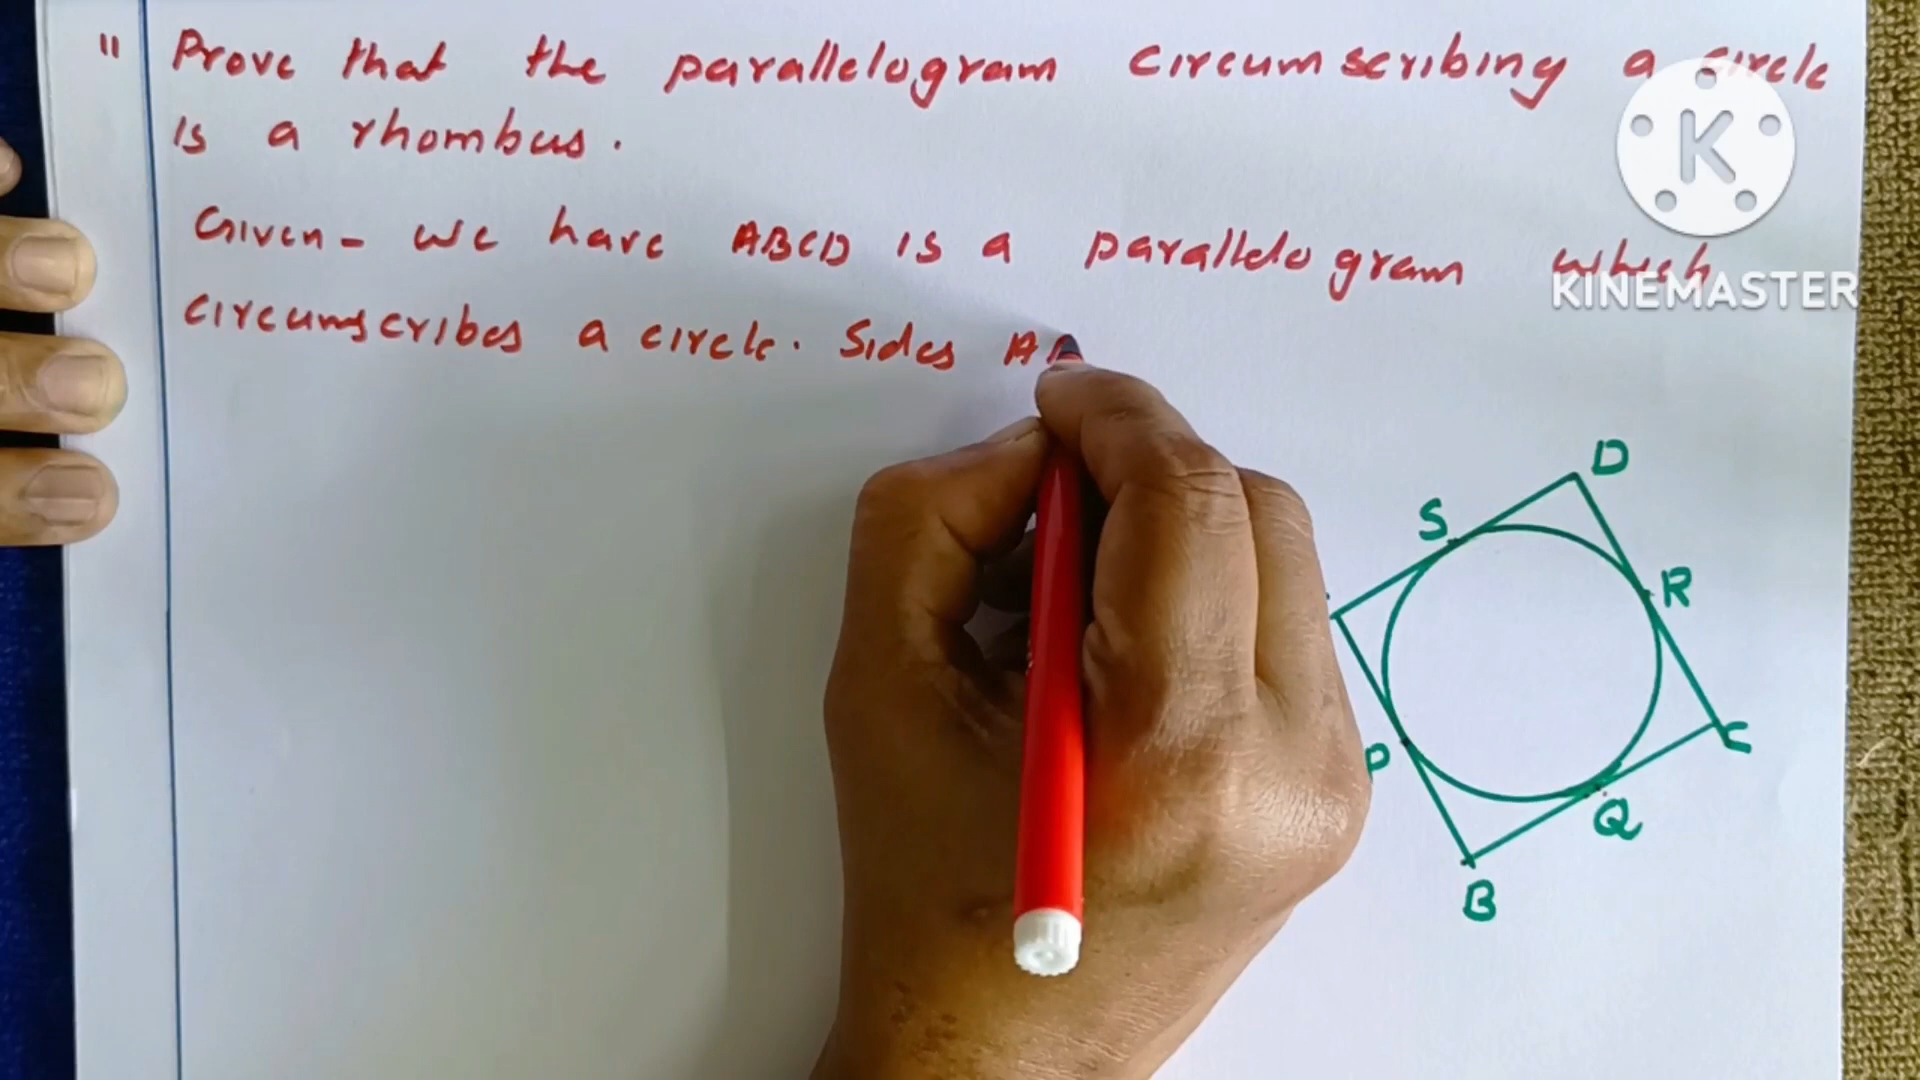 11 Prove that the parallelogram circumscribing a circle
is a rhombus.
Given - we have ABCD is a parallelogram which
circumscribes a circle. Sides
K
KINEMASTER
D
S
R
C
P
Q
B